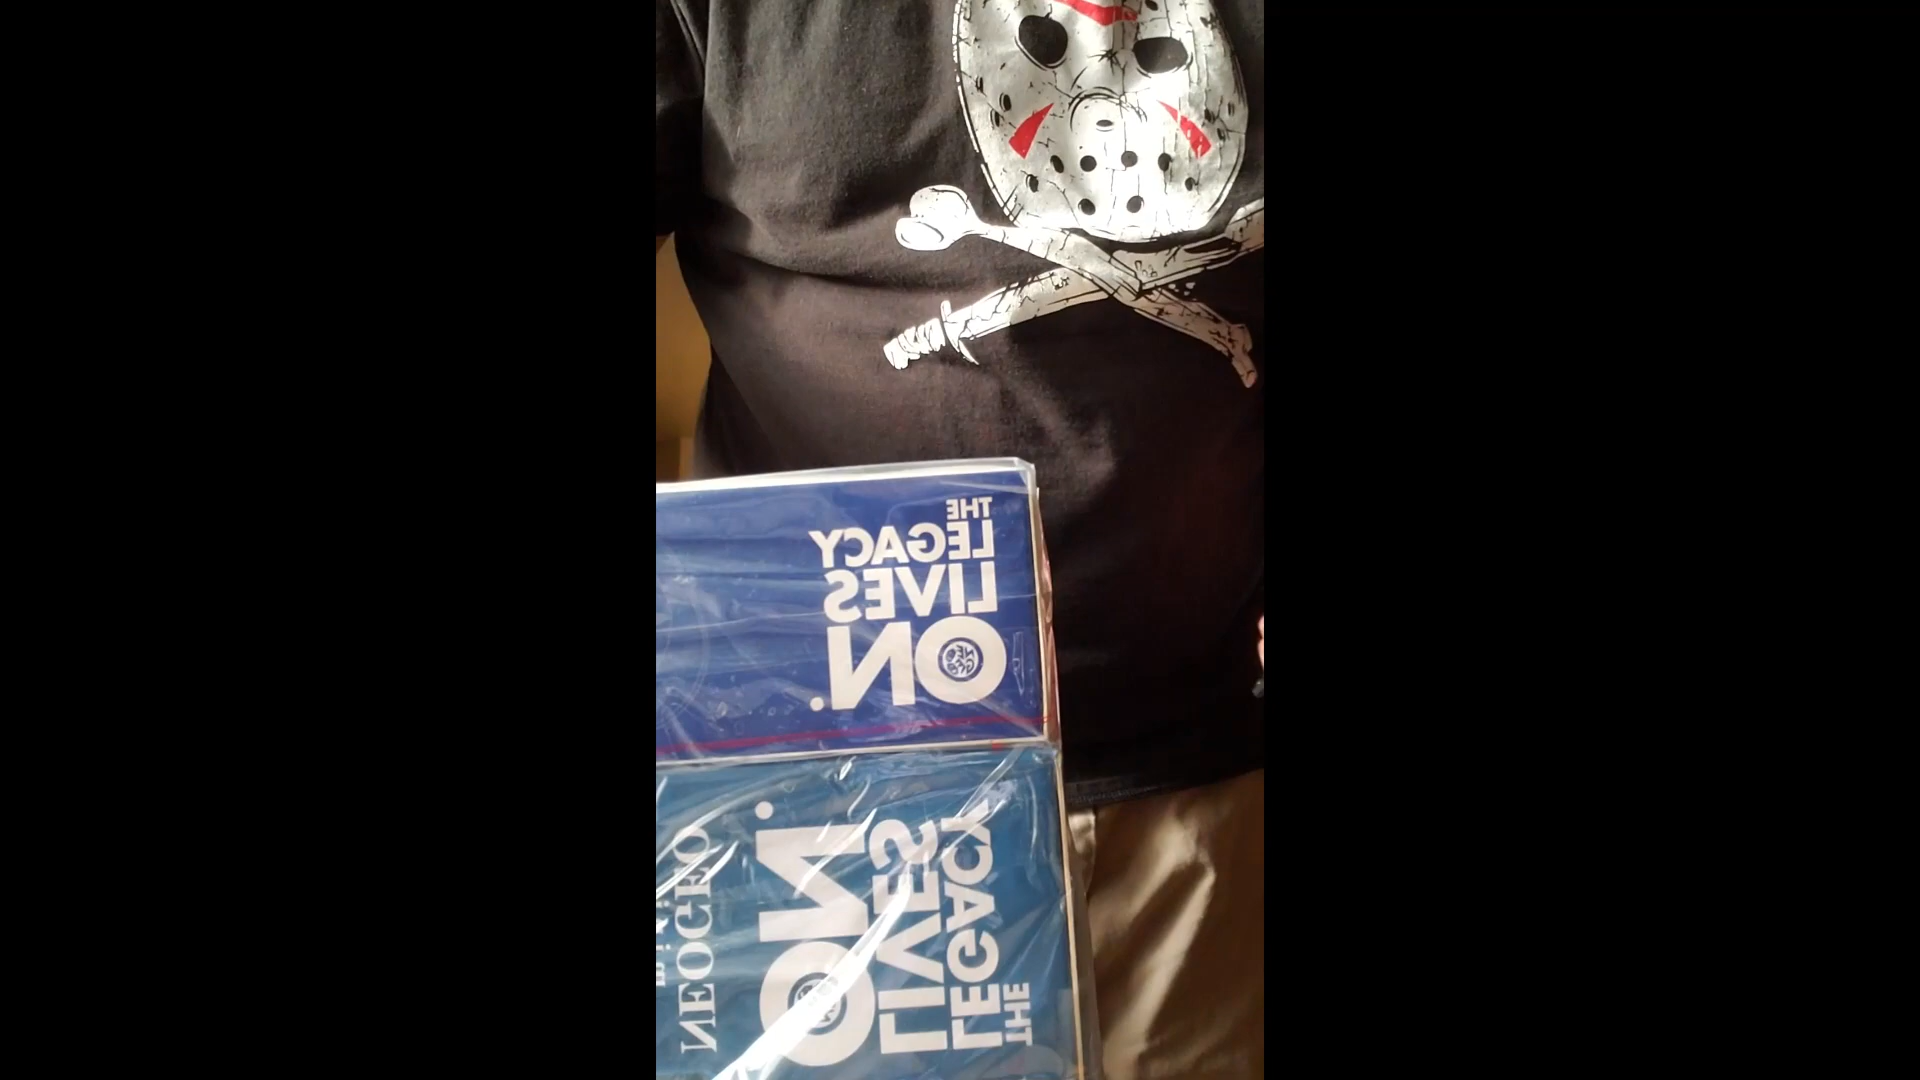 THE
LEGACY
LIVES
ON.
THE
LEGACY
LIVES
ON.
NEOGEO